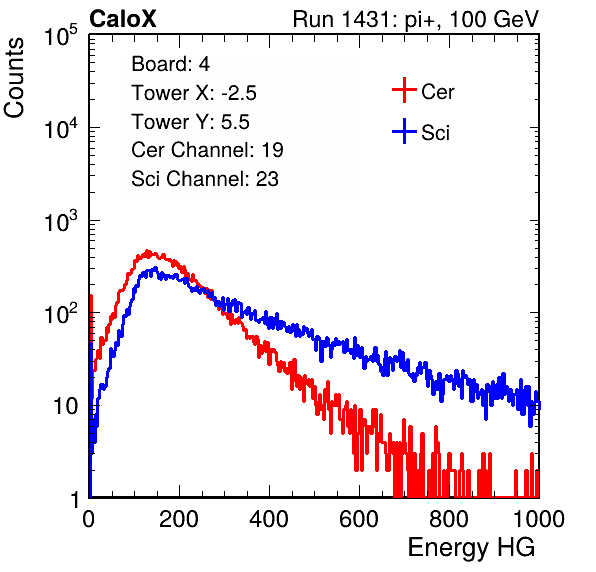 CaloX Run 1431: pi+, 100 GeV
Board: 4
Tower X: -2.5
Tower Y: 5.5
Cer Channel: 19
Sci Channel: 23
Cer
Sci
Counts
10^5
10^4
10^3
10^2
10
1
0 200 400 600 800 1000
Energy HG